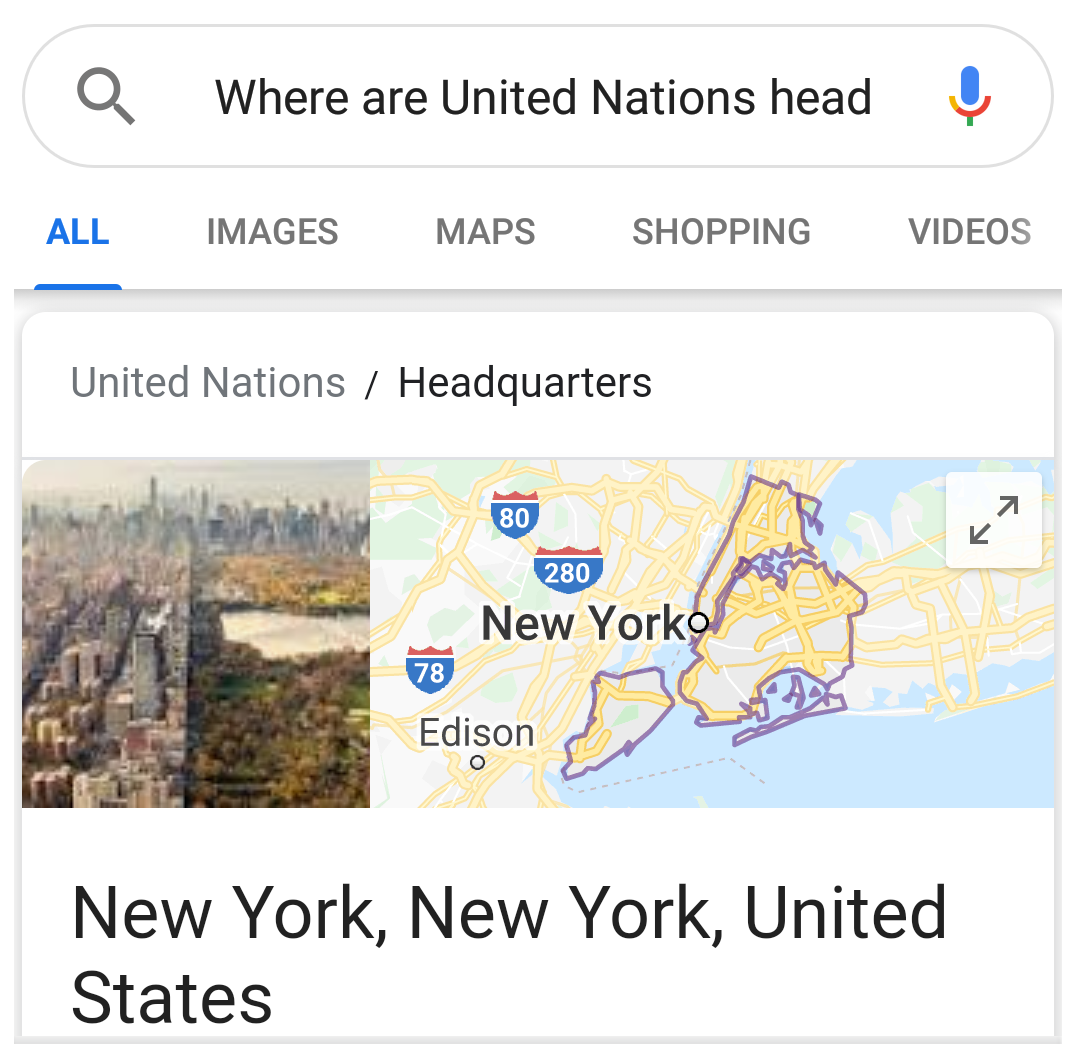 Where are United Nations head
ALL IMAGES MAPS SHOPPING VIDEOS
United Nations / Headquarters
80
280
New York
78
Edison
New York, New York, United
States